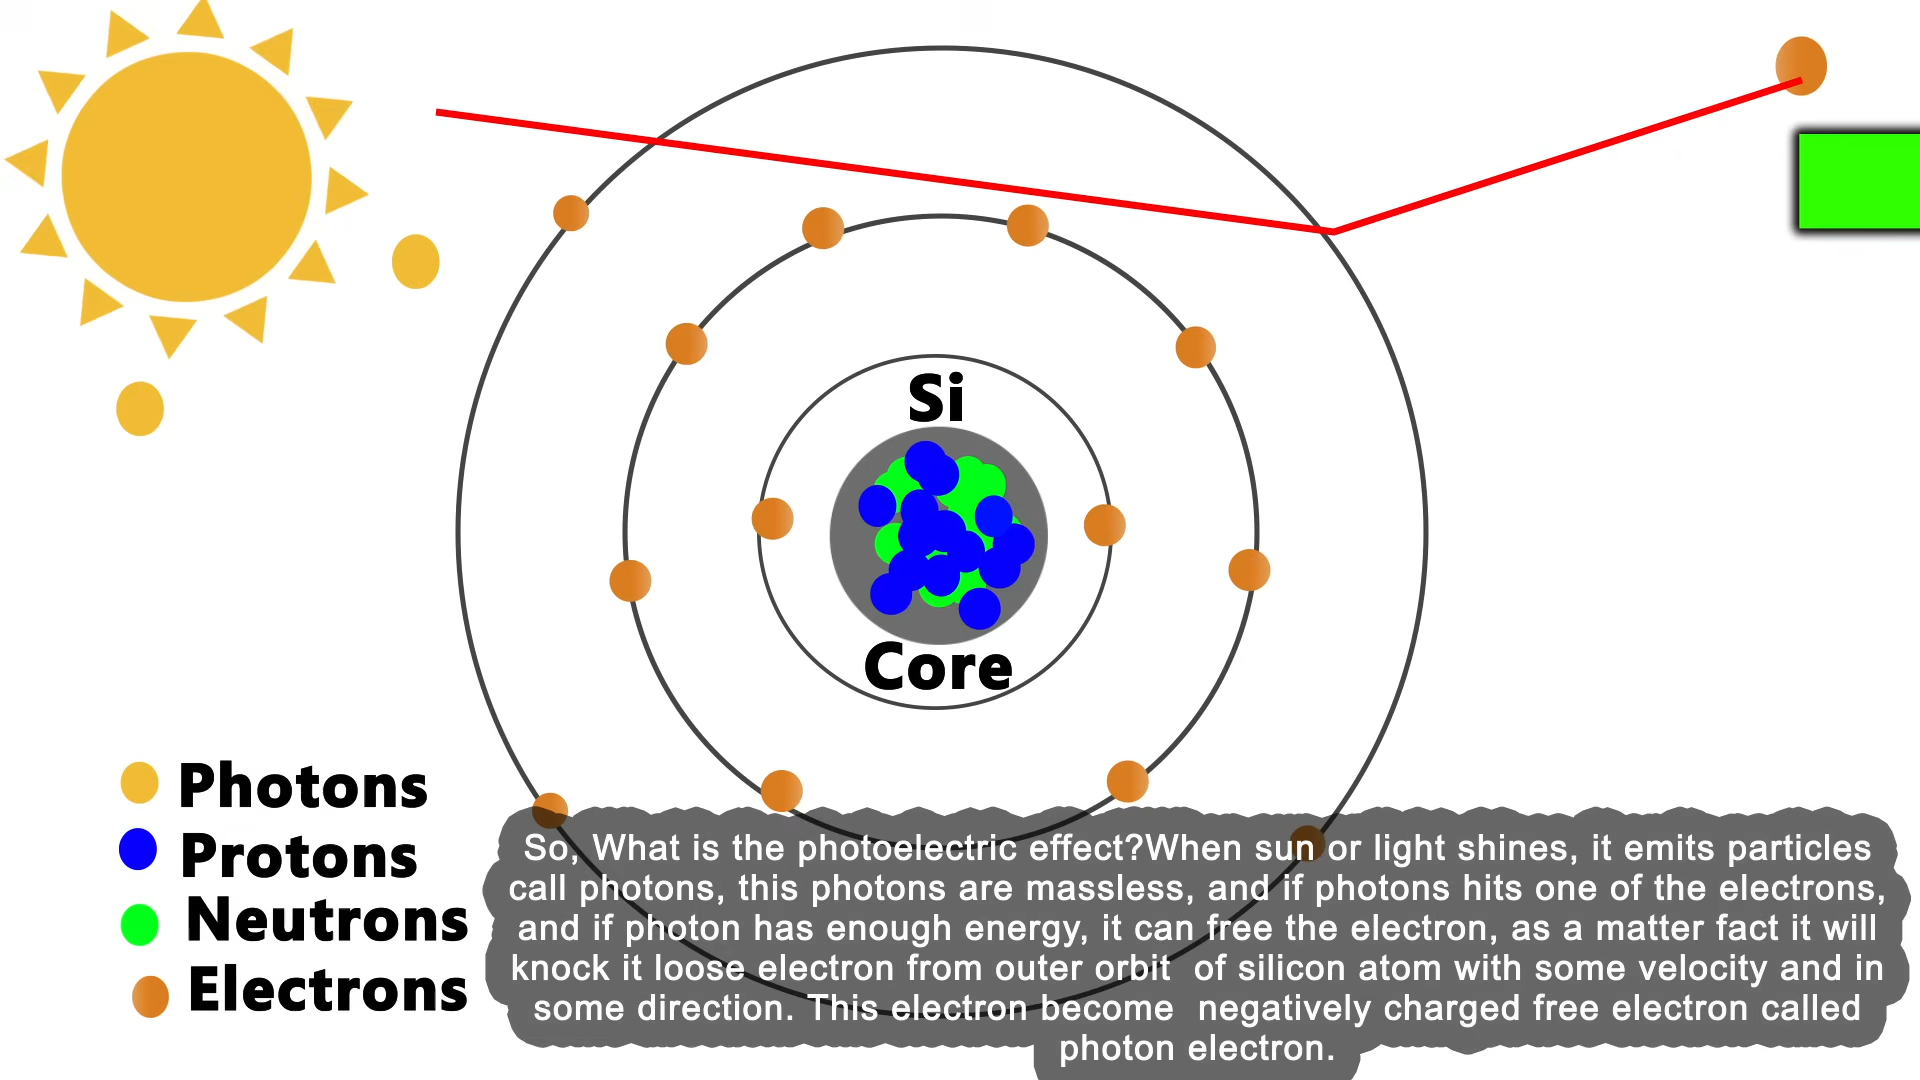 Si
Core
Photons
Protons
Neutrons
Electrons
So, What is the photoelectric effect?When sun or light shines, it emits particles
call photons, this photons are massless, and if photons hits one of the electrons,
and if photon has enough energy, it can free the electron, as a matter fact it will
knock it loose electron from outer orbit of silicon atom with some velocity and in
some direction. This electron become negatively charged free electron called
photon electron.